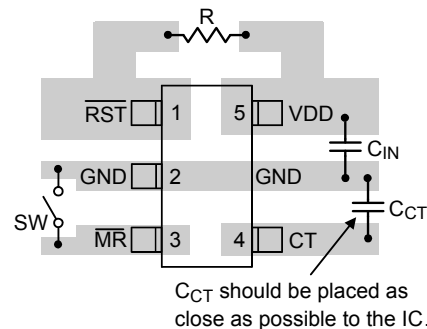 R
RST 1 5 VDD
CIN
GND 2 GND
SW
CCT
MR 3 4 CT
CCT should be placed as
close as possible to the IC.